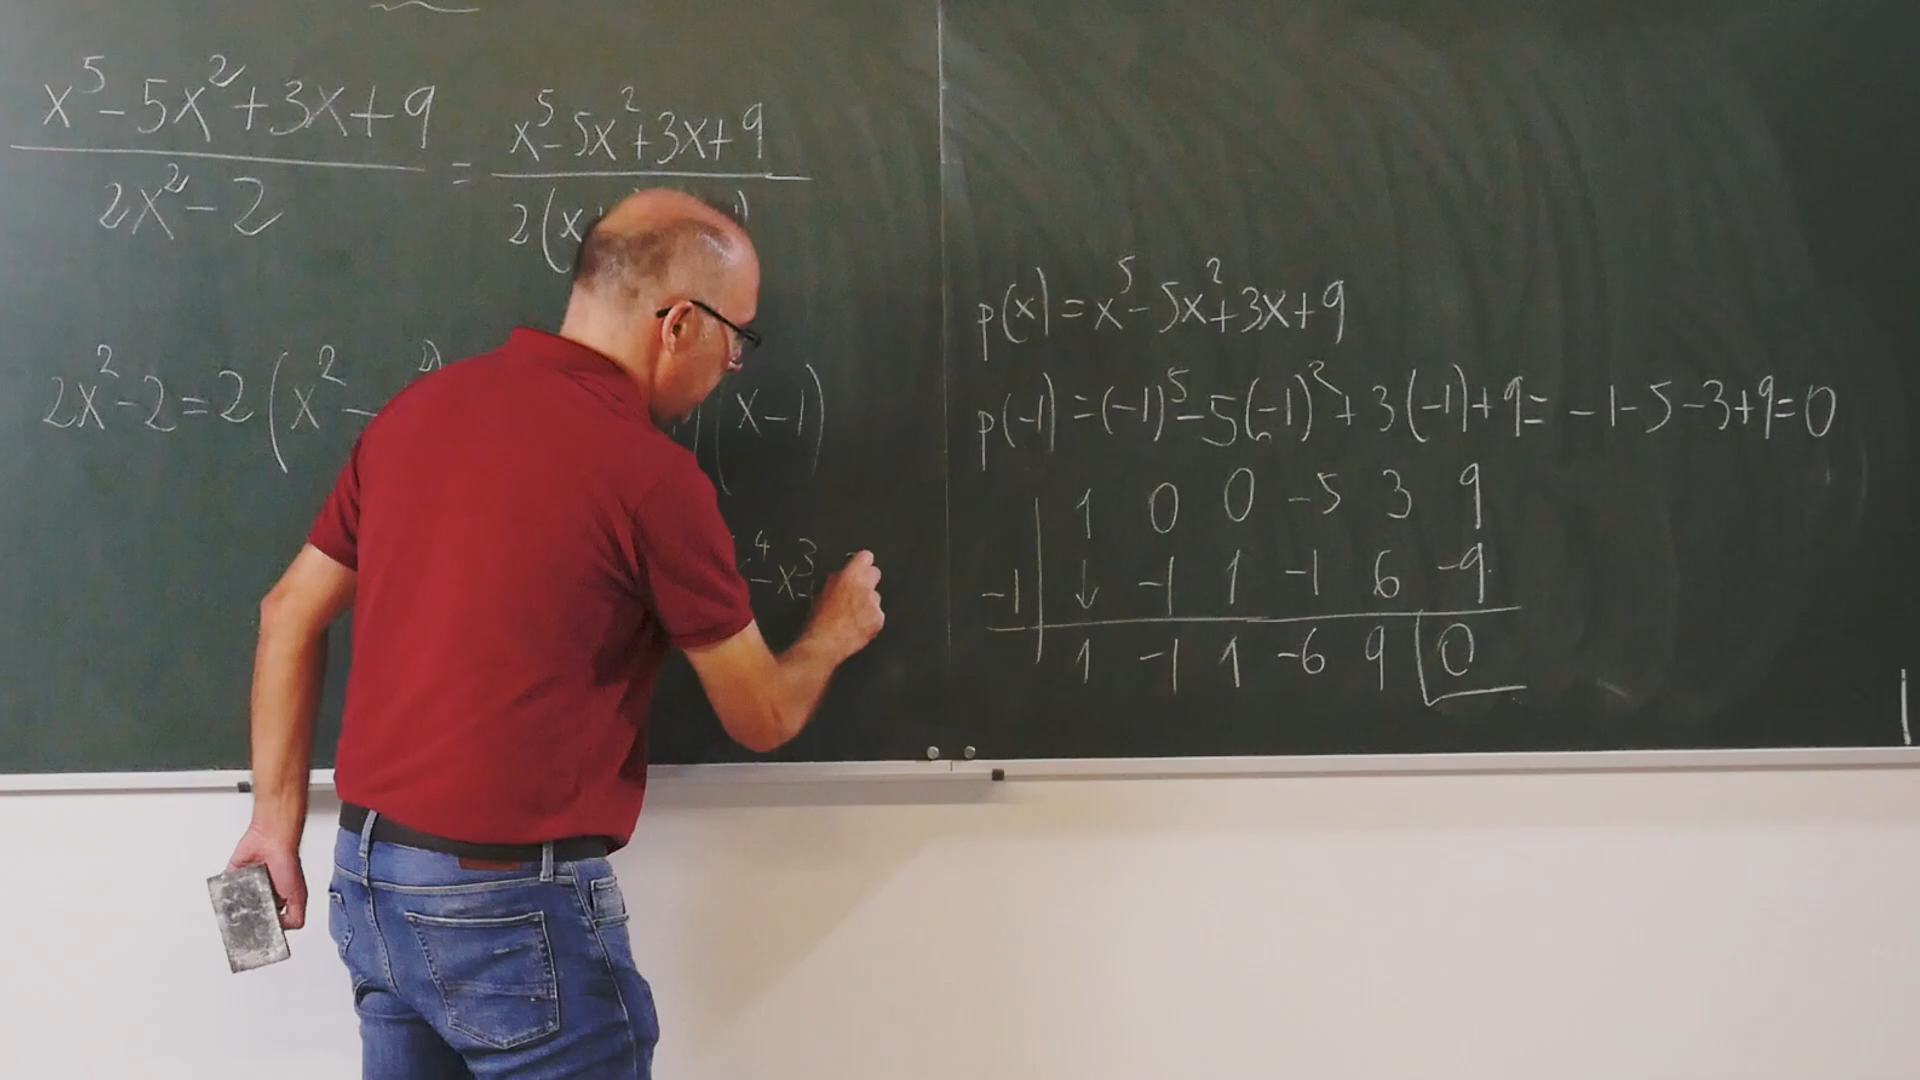 x⁵-5x²+3x+9 / 2x²-2 = x⁵-5x²+3x+9 / 2(x
2x²-2=2(x²- (x-1)
⁴-x³
p(x)=x⁵-5x²+3x+9
p(-1)=(-1)⁵-5(-1)²+3(-1)+9=-1-5-3+9=0
1 0 0 -5 3 9
-1 ↓ -1 1 -1 6 -9
1 -1 1 -6 9 0